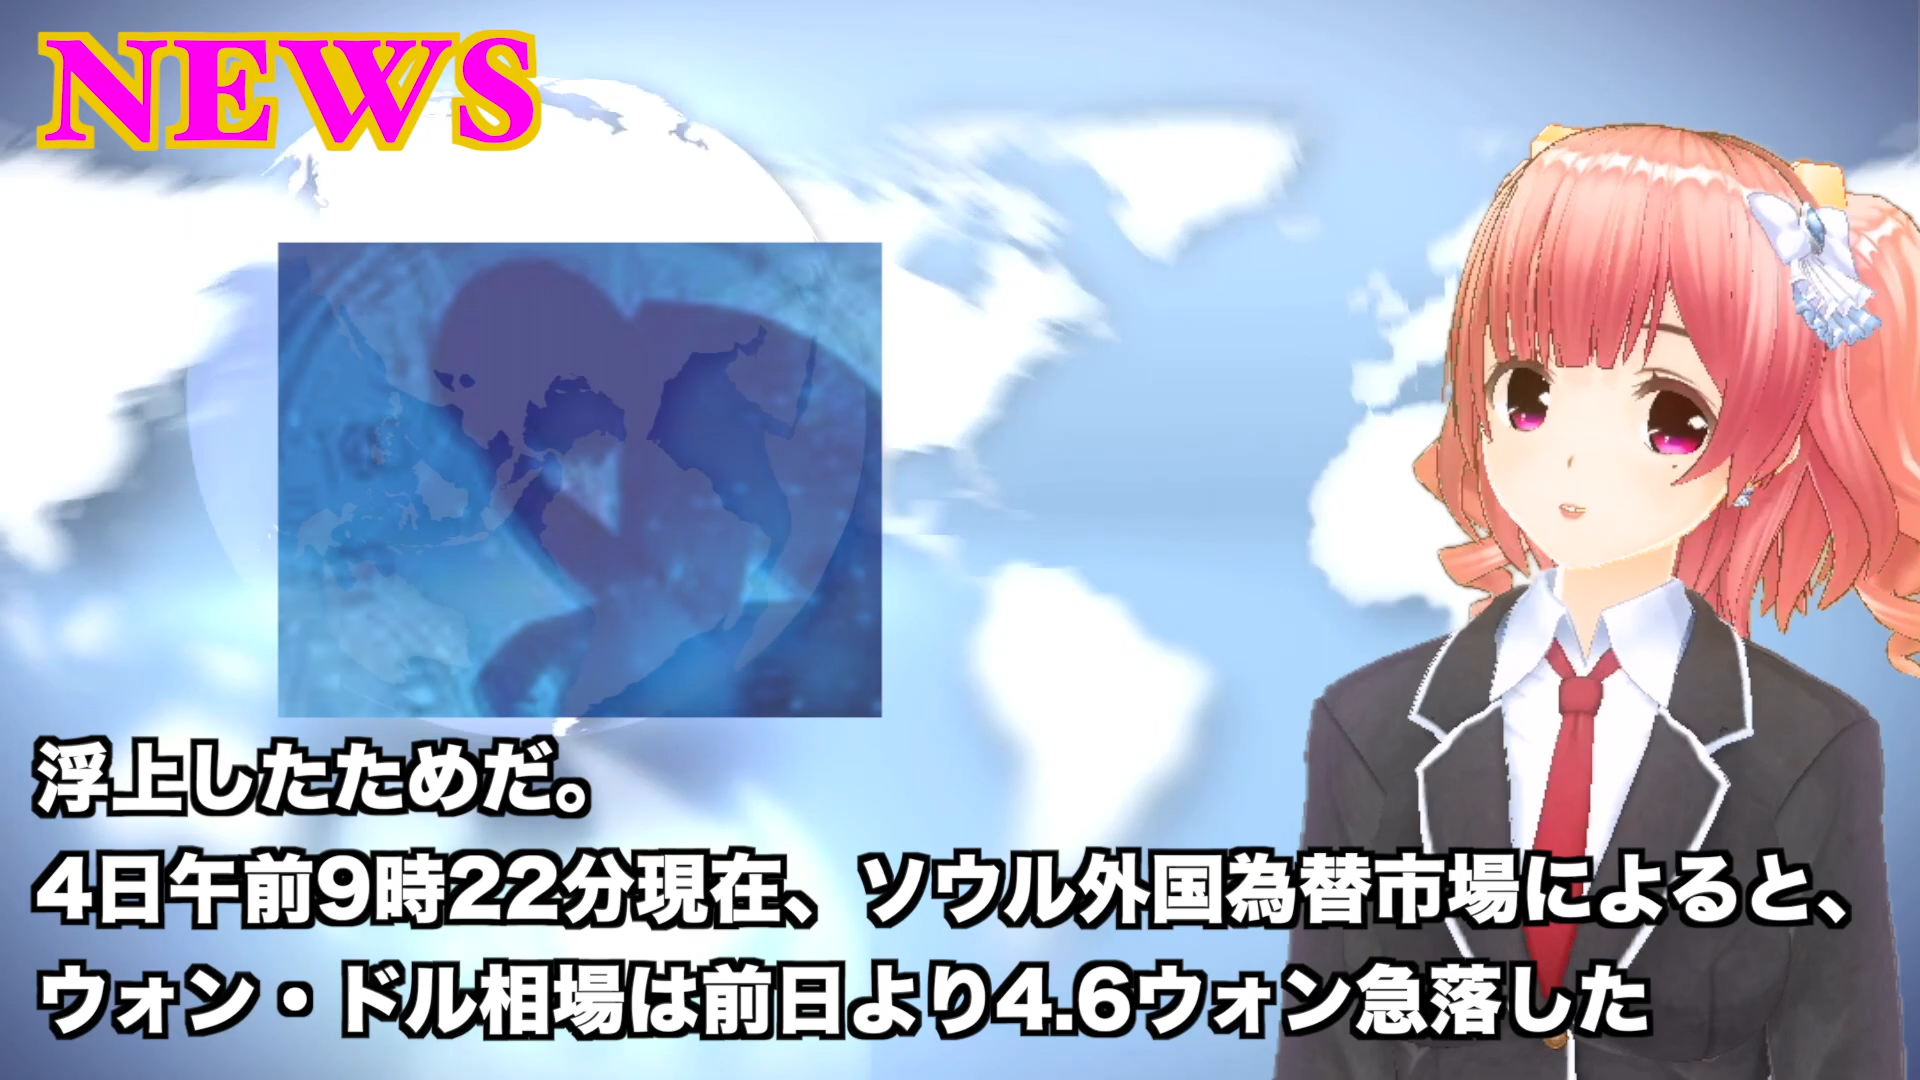 NEWS
浮上したためだ。
4日午前9時22分現在、ソウル外国為替市場によると、
ウォン・ドル相場は前日より4.6ウォン急落した